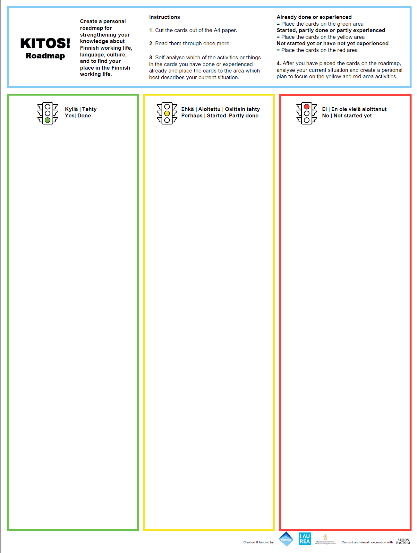 KITOS!
Roadmap
Create a personal
roadmap for
strengthening your
knowledge about
Finnish working life,
language, culture,
and to find your
place in the Finnish
working life.
Instructions
1. Cut the cards out of the A4 paper.
2. Read them through once more.
3. Self analyse which of the activities or things
in the cards you have done or experienced
already and place the cards to the area which
best describes your current situation.
Already done or experienced
= Place the cards on the green area
Started, partly done or partly experienced
= Place the cards on the yellow area
Not started yet or have not yet experienced
= Place the cards on the red area
4. After you have placed the cards on the roadmap,
analyse your current situation and create a personal
plan to focus on the yellow and red area activities.
Kyllä | Tehty
Yes| Done
Ehkä | Aloitettu | Osittain tehty
Perhaps | Started Partly done
Ei | En ole vielä aloittanut
No | Not started yet
LAU
REA